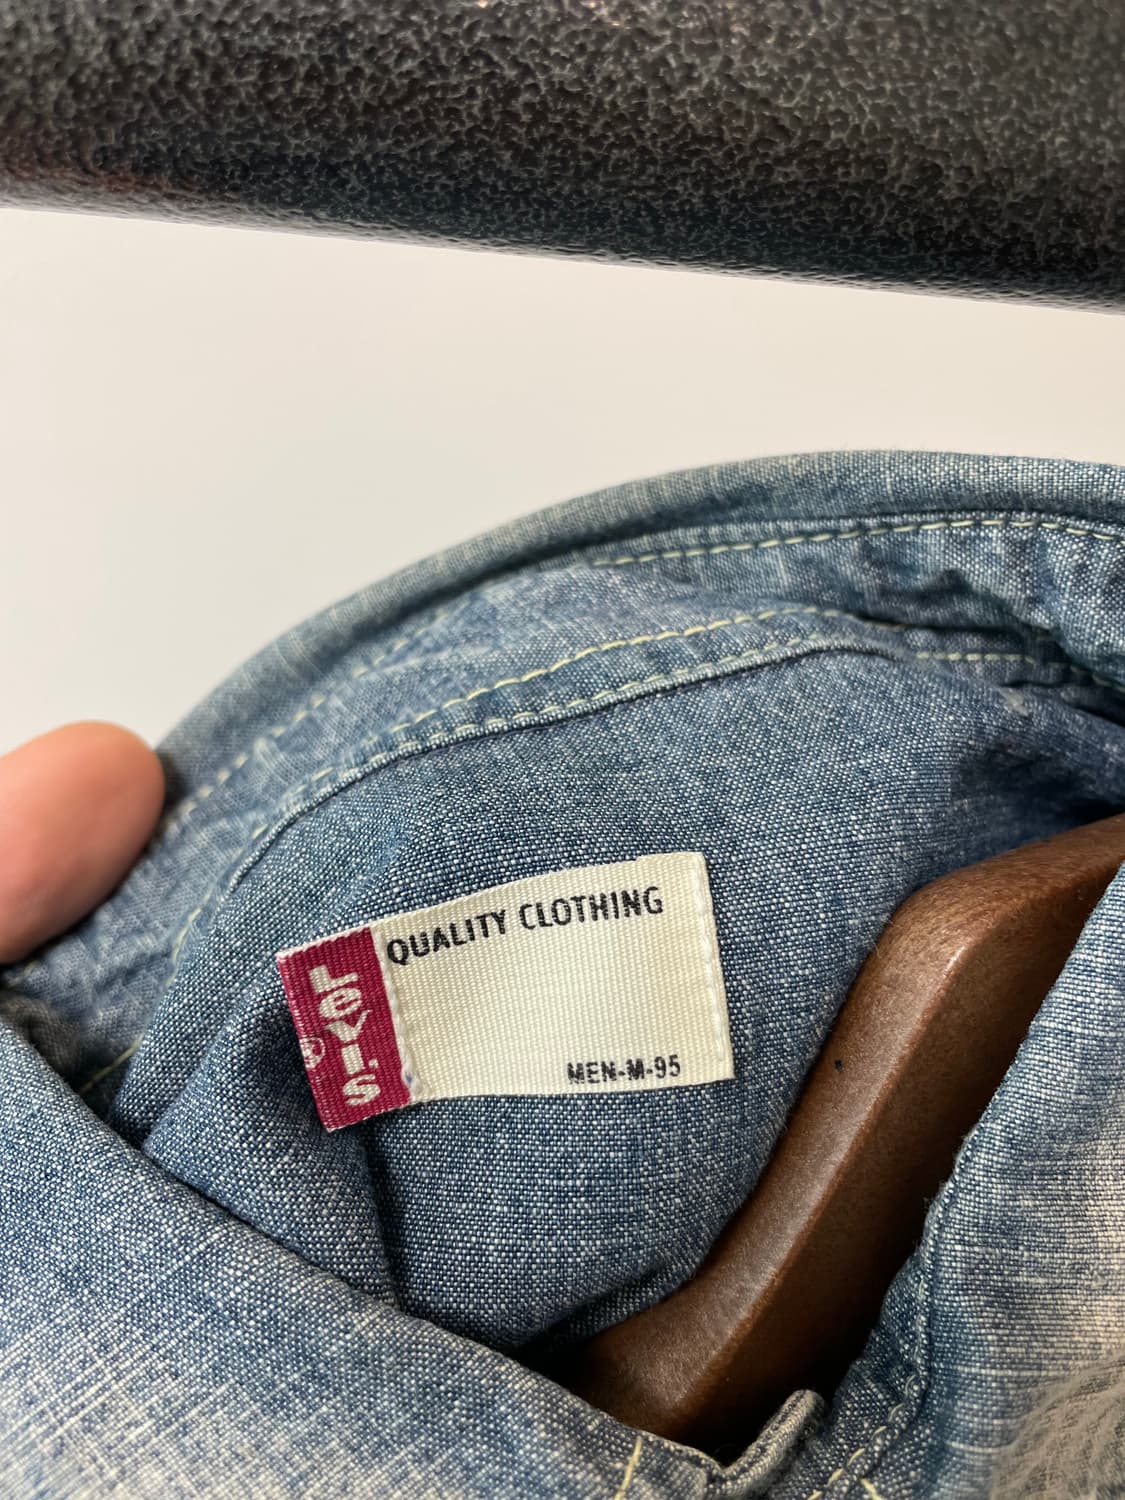 QUALITY CLOTHING
LeVI.S
®
MEN-M-95